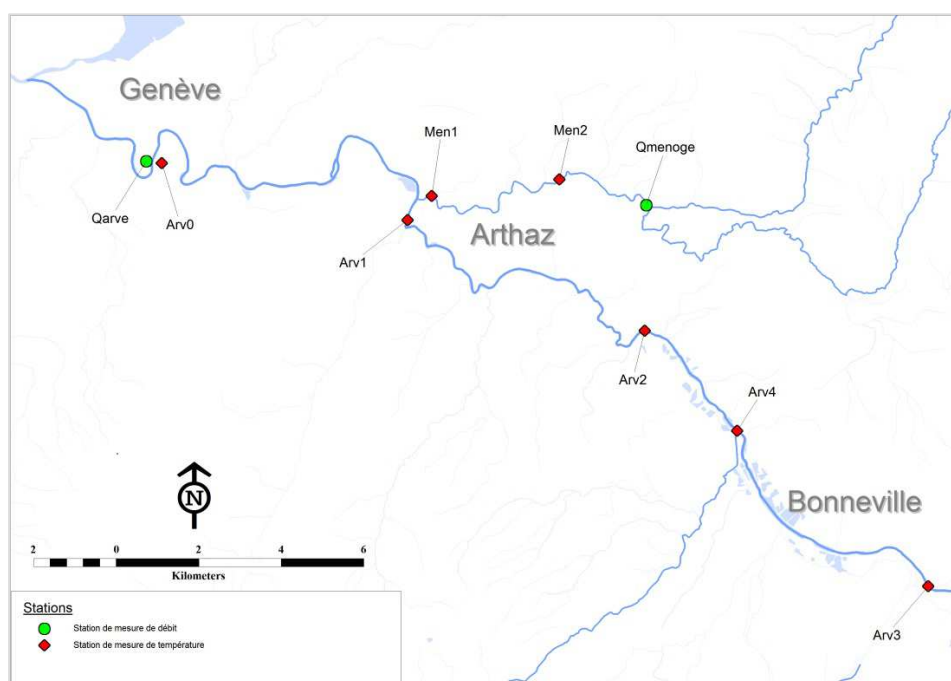 Genève
Men1
Men2
Qmenoge
Qarve
Arv0
Arthaz
Arv1
Arv2
Arv4
Bonneville
N
2 0 2 4 6
Kilometers
Arv3
Stations
Station de mesure de débit
Station de mesure de température